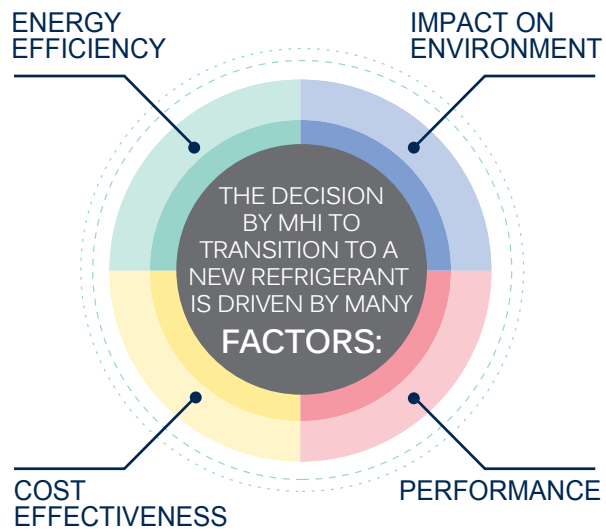 ENERGY
EFFICIENCY
IMPACT ON
ENVIRONMENT
THE DECISION
BY MHI TO
TRANSITION TO A
NEW REFRIGERANT
IS DRIVEN BY MANY
FACTORS:
COST
EFFECTIVENESS
PERFORMANCE